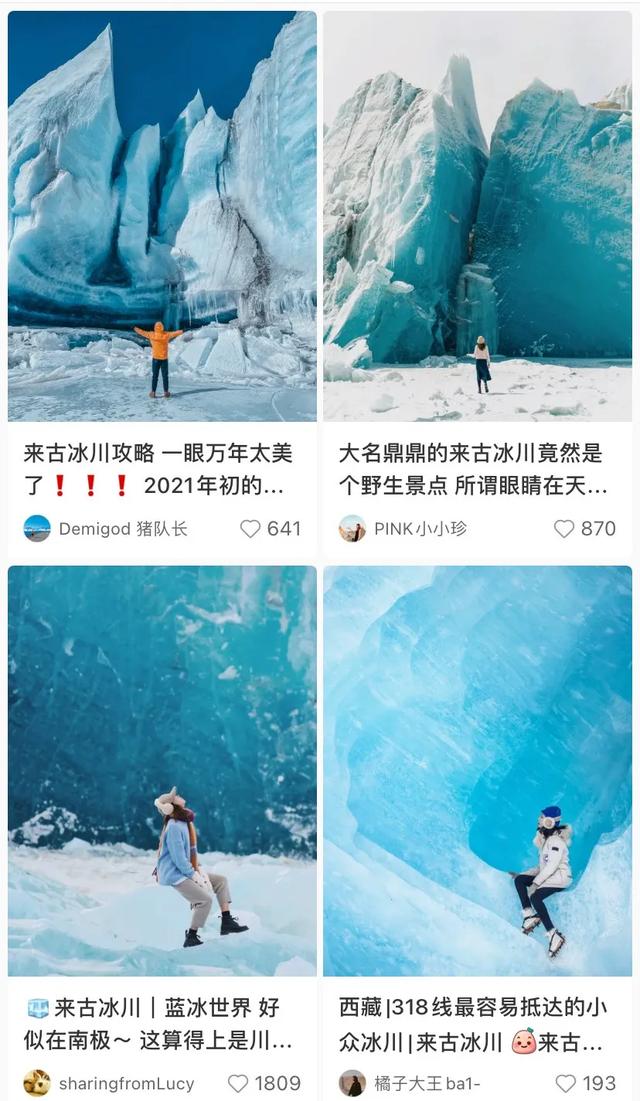 来古冰川攻略 一眼万年太美
了❗❗❗ 2021年初的...
Demigod 猪队长 641
大名鼎鼎的来古冰川竟然是
个野生景点 所谓眼睛在天...
PINK小小珍 870
🧊来古冰川｜蓝冰世界 好
似在南极～ 这算得上是川...
sharingfromLucy 1809
西藏|318线最容易抵达的小
众冰川|来古冰川 来古...
橘子大王ba1- 193